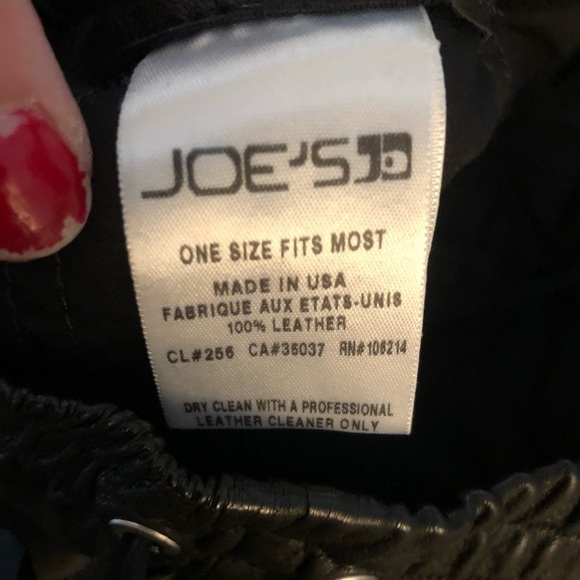 JOE'S
ONE SIZE FITS MOST
MADE IN USA
FABRIQUE AUX ETATS-UNIS
100% LEATHER
CL#256 CA#35037 RN#106214
DRY CLEAN WITH A PROFESSIONAL
LEATHER CLEANER ONLY